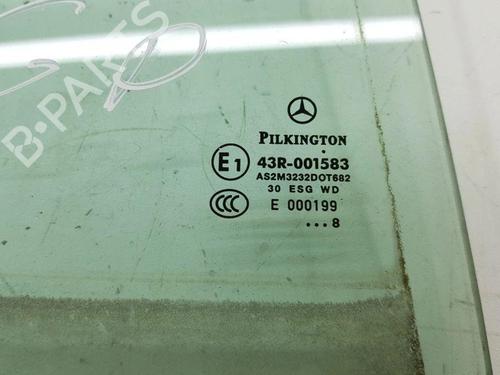 B-PARTS
PILKINGTON
E1 43R-001583
AS2M3232DOT682
30 ESG WD
CCC E 000199
...8